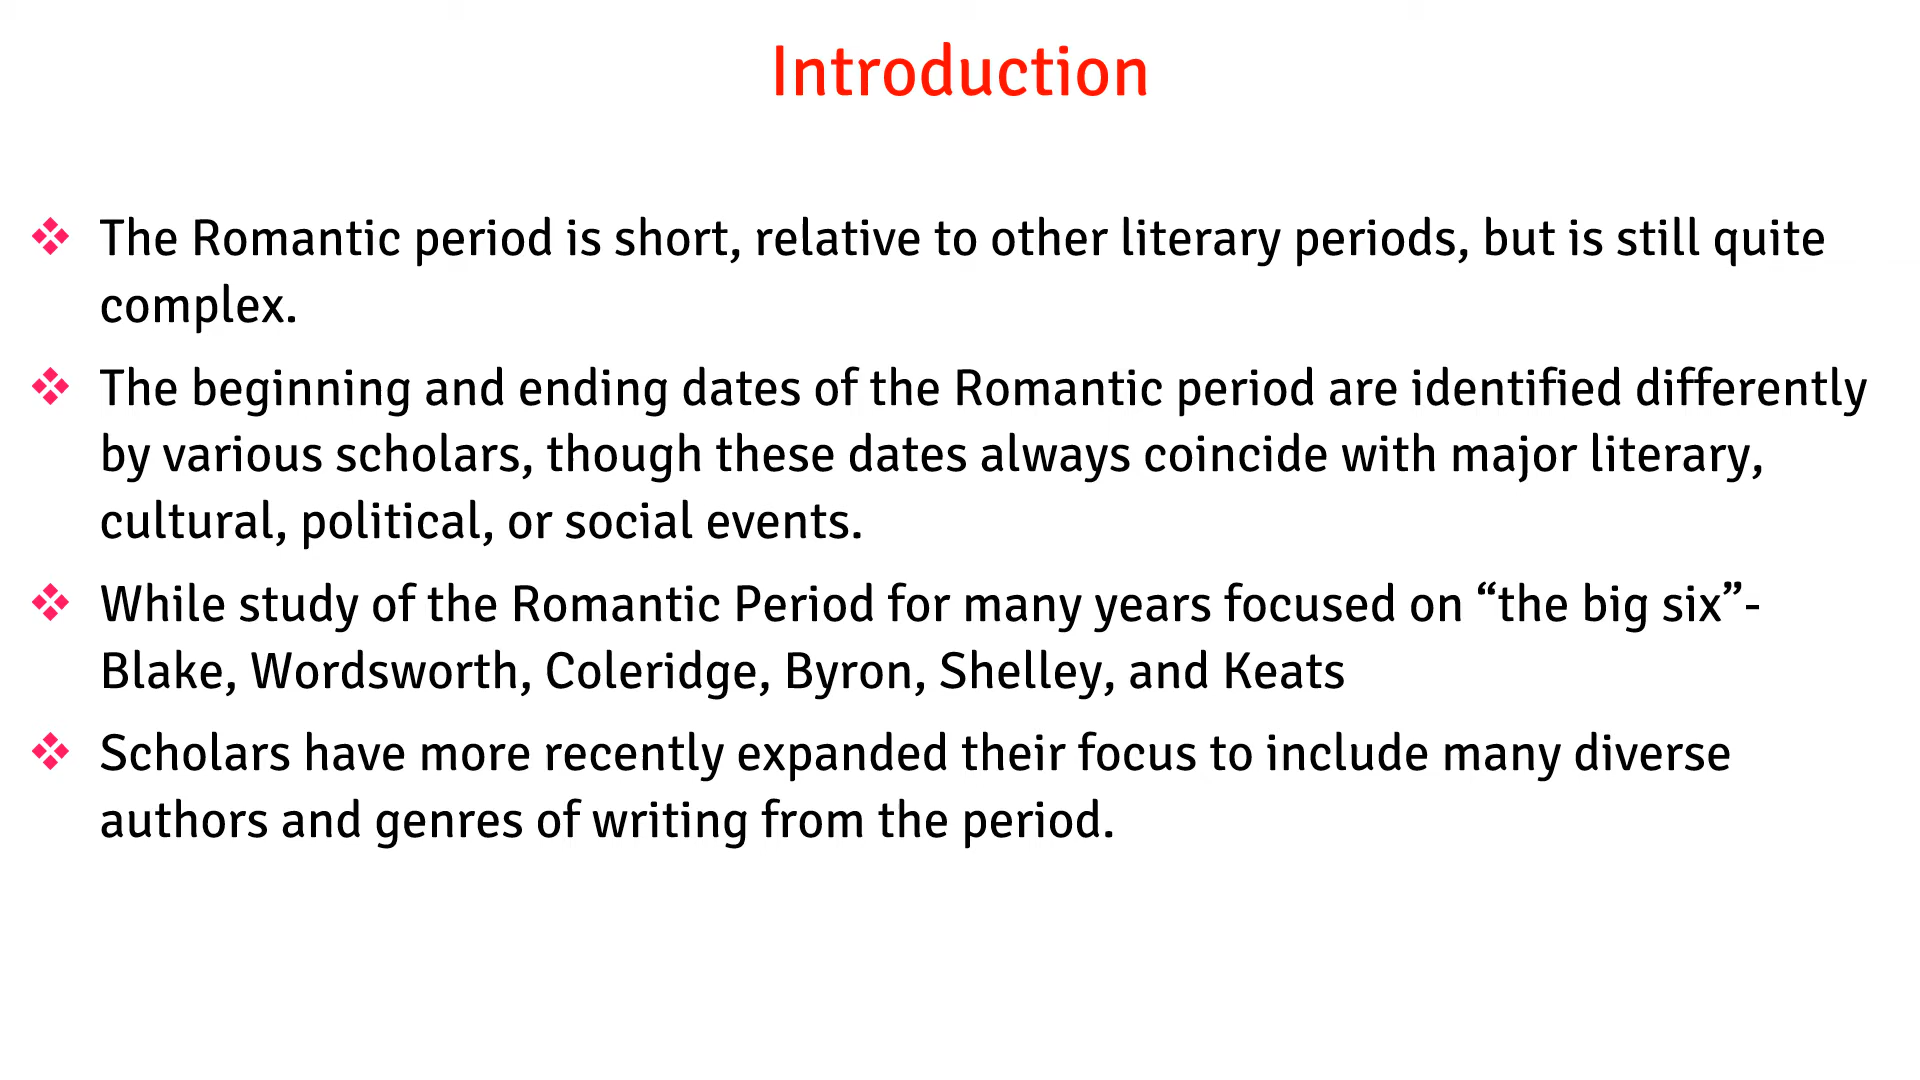 Introduction
❖ The Romantic period is short, relative to other literary periods, but is still quite
complex.
❖ The beginning and ending dates of the Romantic period are identified differently
by various scholars, though these dates always coincide with major literary,
cultural, political, or social events.
❖ While study of the Romantic Period for many years focused on “the big six”-
Blake, Wordsworth, Coleridge, Byron, Shelley, and Keats
❖ Scholars have more recently expanded their focus to include many diverse
authors and genres of writing from the period.